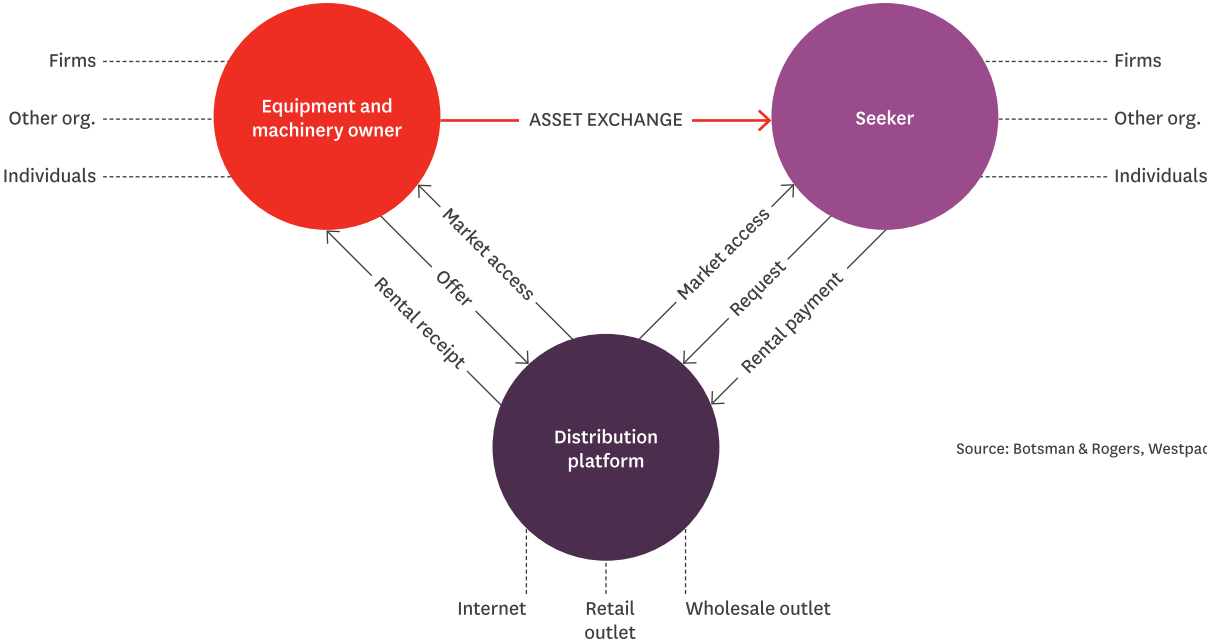 Firms
Other org.
Individuals
Equipment and
machinery owner
ASSET EXCHANGE
Seeker
Firms
Other org.
Individuals
Market access
Offer
Rental receipt
Market access
Request
Rental payment
Distribution
platform
Source: Botsman & Rogers, Westpac
Internet
Retail
outlet
Wholesale outlet